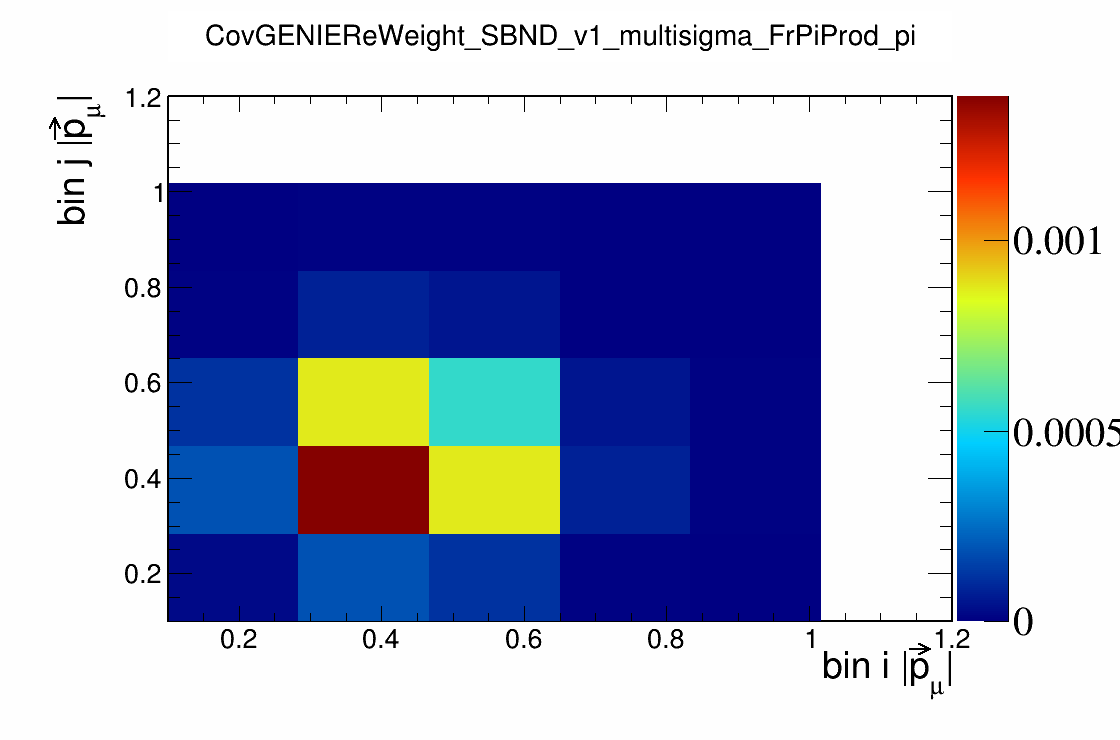 CovGENIEReWeight_SBND_v1_multisigma_FrPiProd_pi
bin j |p⃗μ|
1.2
1
0.8
0.6
0.4
0.2
0.001
0.0005
0
0.2 0.4 0.6 0.8 1 1.2
bin i |p⃗μ|